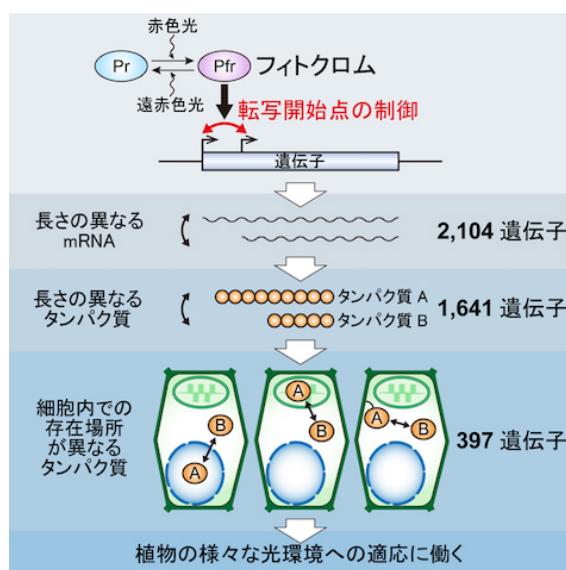 赤色光
Pr
Pfr
フィトクロム
遠赤色光
転写開始点の制御
遺伝子
長さの異なる
mRNA
2,104 遺伝子
長さの異なる
タンパク質
タンパク質 A
タンパク質 B
1,641 遺伝子
細胞内での
存在場所
が異なる
タンパク質
A
B
A
B
A
B
397 遺伝子
植物の様々な光環境への適応に働く